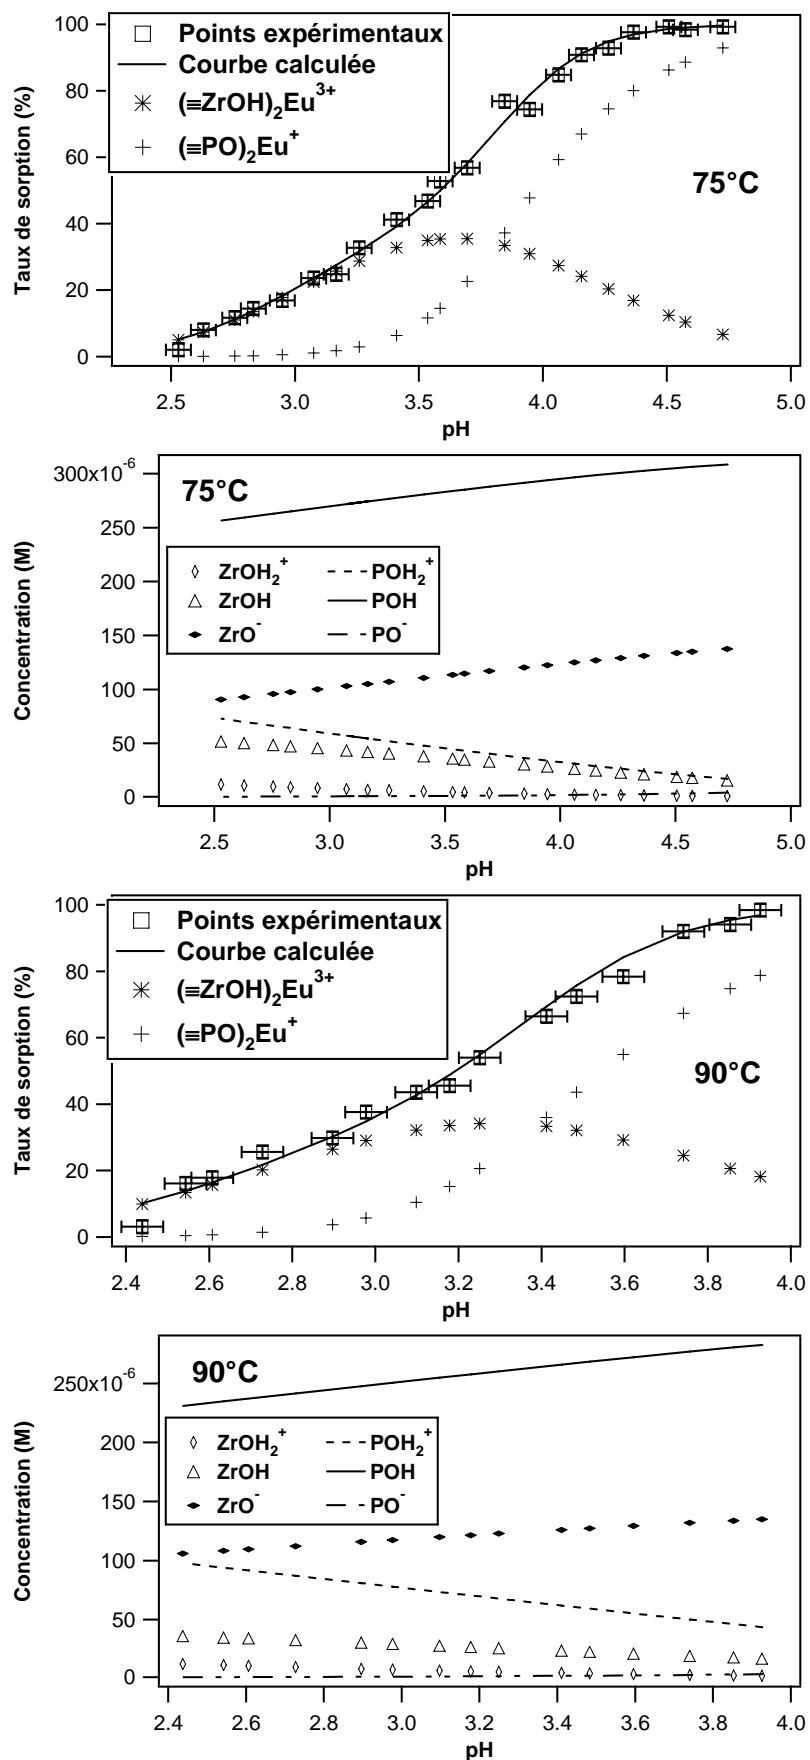 Points expérimentaux
Courbe calculée
(≡ZrOH)₂Eu³⁺
(≡PO)₂Eu⁺
75°C
Taux de sorption (%)
100
80
60
40
20
0
2.5 3.0 3.5 4.0 4.5 5.0
pH
75°C
ZrOH₂⁺ POH₂⁺
ZrOH POH
ZrO⁻ PO⁻
Concentration (M)
300x10⁻⁶
250
200
150
100
50
0
2.5 3.0 3.5 4.0 4.5 5.0
pH
Points expérimentaux
Courbe calculée
(≡ZrOH)₂Eu³⁺
(≡PO)₂Eu⁺
90°C
Taux de sorption (%)
100
80
60
40
20
0
2.4 2.6 2.8 3.0 3.2 3.4 3.6 3.8 4.0
pH
90°C
ZrOH₂⁺ POH₂⁺
ZrOH POH
ZrO⁻ PO⁻
Concentration (M)
250x10⁻⁶
200
150
100
50
0
2.4 2.6 2.8 3.0 3.2 3.4 3.6 3.8 4.0
pH